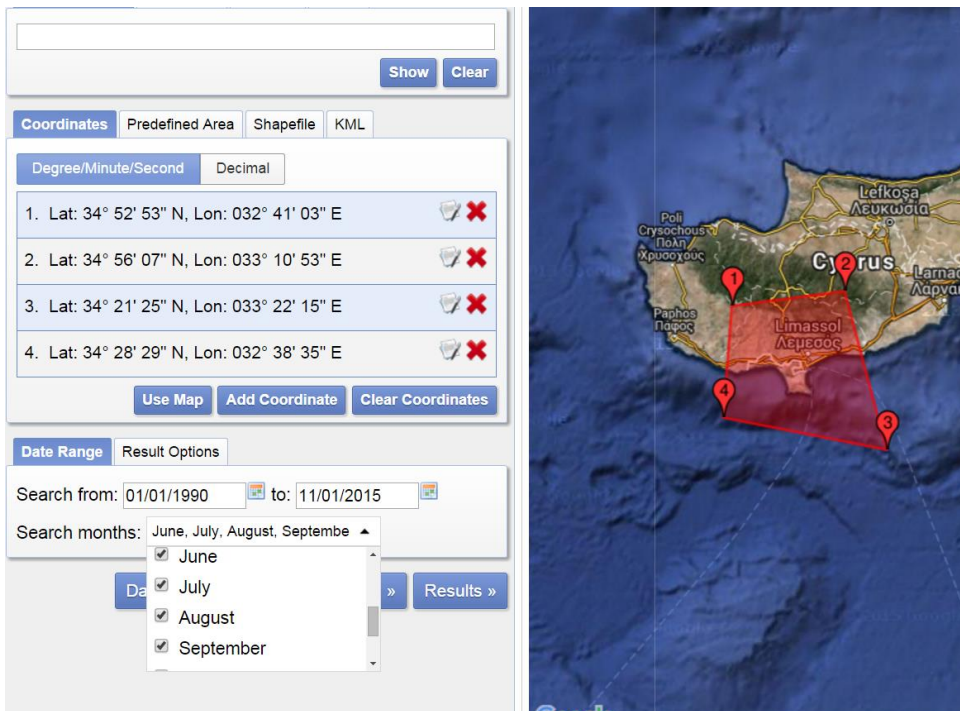 Show Clear
Coordinates Predefined Area Shapefile KML
Degree/Minute/Second Decimal
1. Lat: 34° 52' 53" N, Lon: 032° 41' 03" E
2. Lat: 34° 56' 07" N, Lon: 033° 10' 53" E
3. Lat: 34° 21' 25" N, Lon: 033° 22' 15" E
4. Lat: 34° 28' 29" N, Lon: 032° 38' 35" E
Use Map Add Coordinate Clear Coordinates
Date Range Result Options
Search from: 01/01/1990 to: 11/01/2015
Search months: June, July, August, Septembe
June
July
August
September
Da » Results »
Lefkoşa
Λευκωσία
Poli
Crysochous
Πόλη
Χρυσοχούς
1
2
Larnac
Λάρνα
Paphos
Πάφος
Limassol
Λεμεσός
4
3